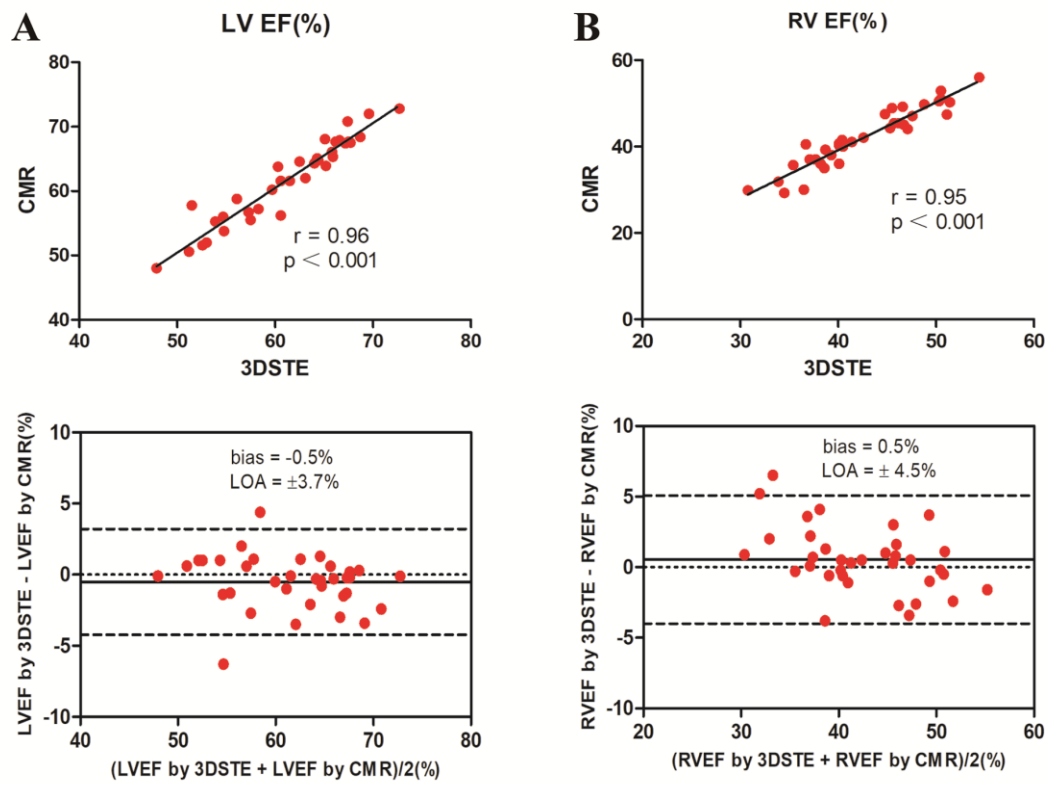 A
LV EF(%)
80
70
60
50
40
CMR
r = 0.96
p < 0.001
40 50 60 70 80
3DSTE
B
RV EF(%)
60
40
20
0
CMR
r = 0.95
p < 0.001
20 30 40 50 60
3DSTE
10
5
0
-5
-10
LVEF by 3DSTE - LVEF by CMR(%)
bias = -0.5%
LOA = ±3.7%
40 50 60 70 80
(LVEF by 3DSTE + LVEF by CMR)/2(%)
10
5
0
-5
-10
RVEF by 3DSTE - RVEF by CMR(%)
bias = 0.5%
LOA = ± 4.5%
20 30 40 50 60
(RVEF by 3DSTE + RVEF by CMR)/2(%)